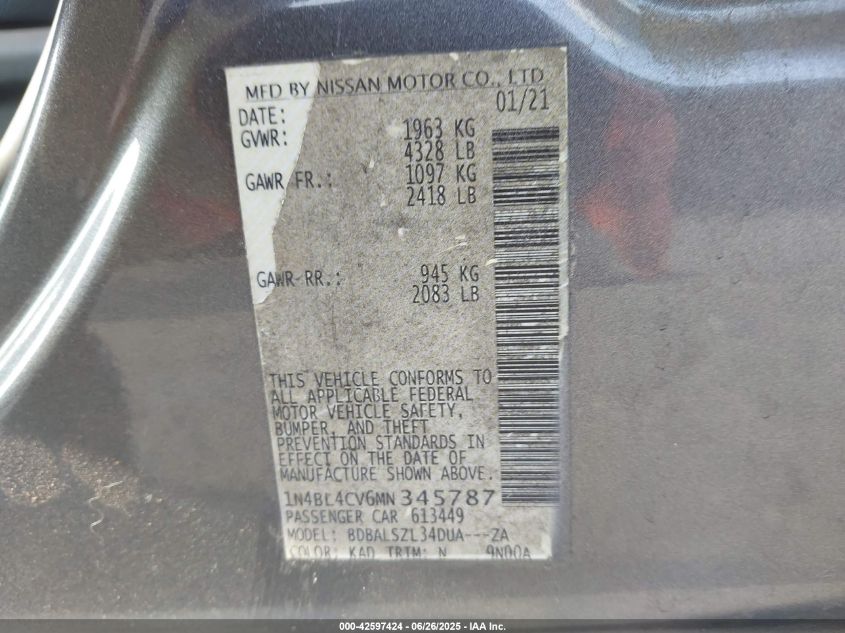 MFD BY NISSAN MOTOR CO., LTD
DATE: 01/21
GVWR: 1963 KG
4328 LB
GAWR FR.: 1097 KG
2418 LB
GAWR-RR.: 945 KG
2083 LB
THIS VEHICLE CONFORMS TO
ALL APPLICABLE FEDERAL
MOTOR VEHICLE SAFETY,
BUMPER, AND THEFT
PREVENTION STANDARDS IN
EFFECT ON THE DATE OF
MANUFACTURE SHOWN ABOVE.
1N4BL4CV6MN345787
PASSENGER CAR 613449
MODEL: BDBALSZL34DUA---ZA
COLOR: KAD TRIM: N 9N00A
000-42597424 | 06/26/2025 - © IAA Inc.